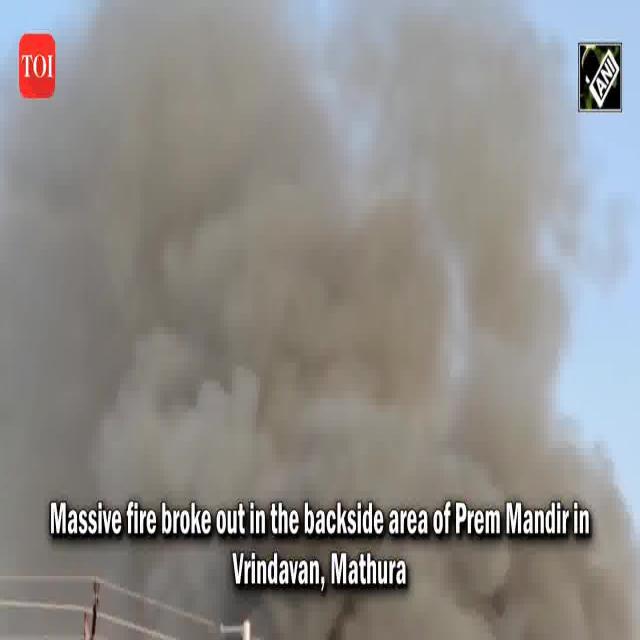 TOI
ANI
Massive fire broke out in the backside area of Prem Mandir in
Vrindavan, Mathura